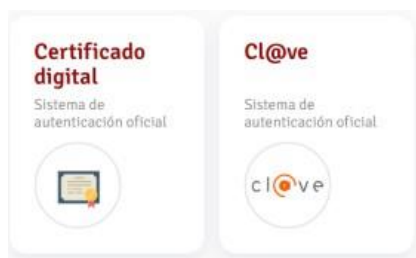 Certificado
digital
Sistema de
autenticación oficial
Cl@ve
Sistema de
autenticación oficial
cl@ve